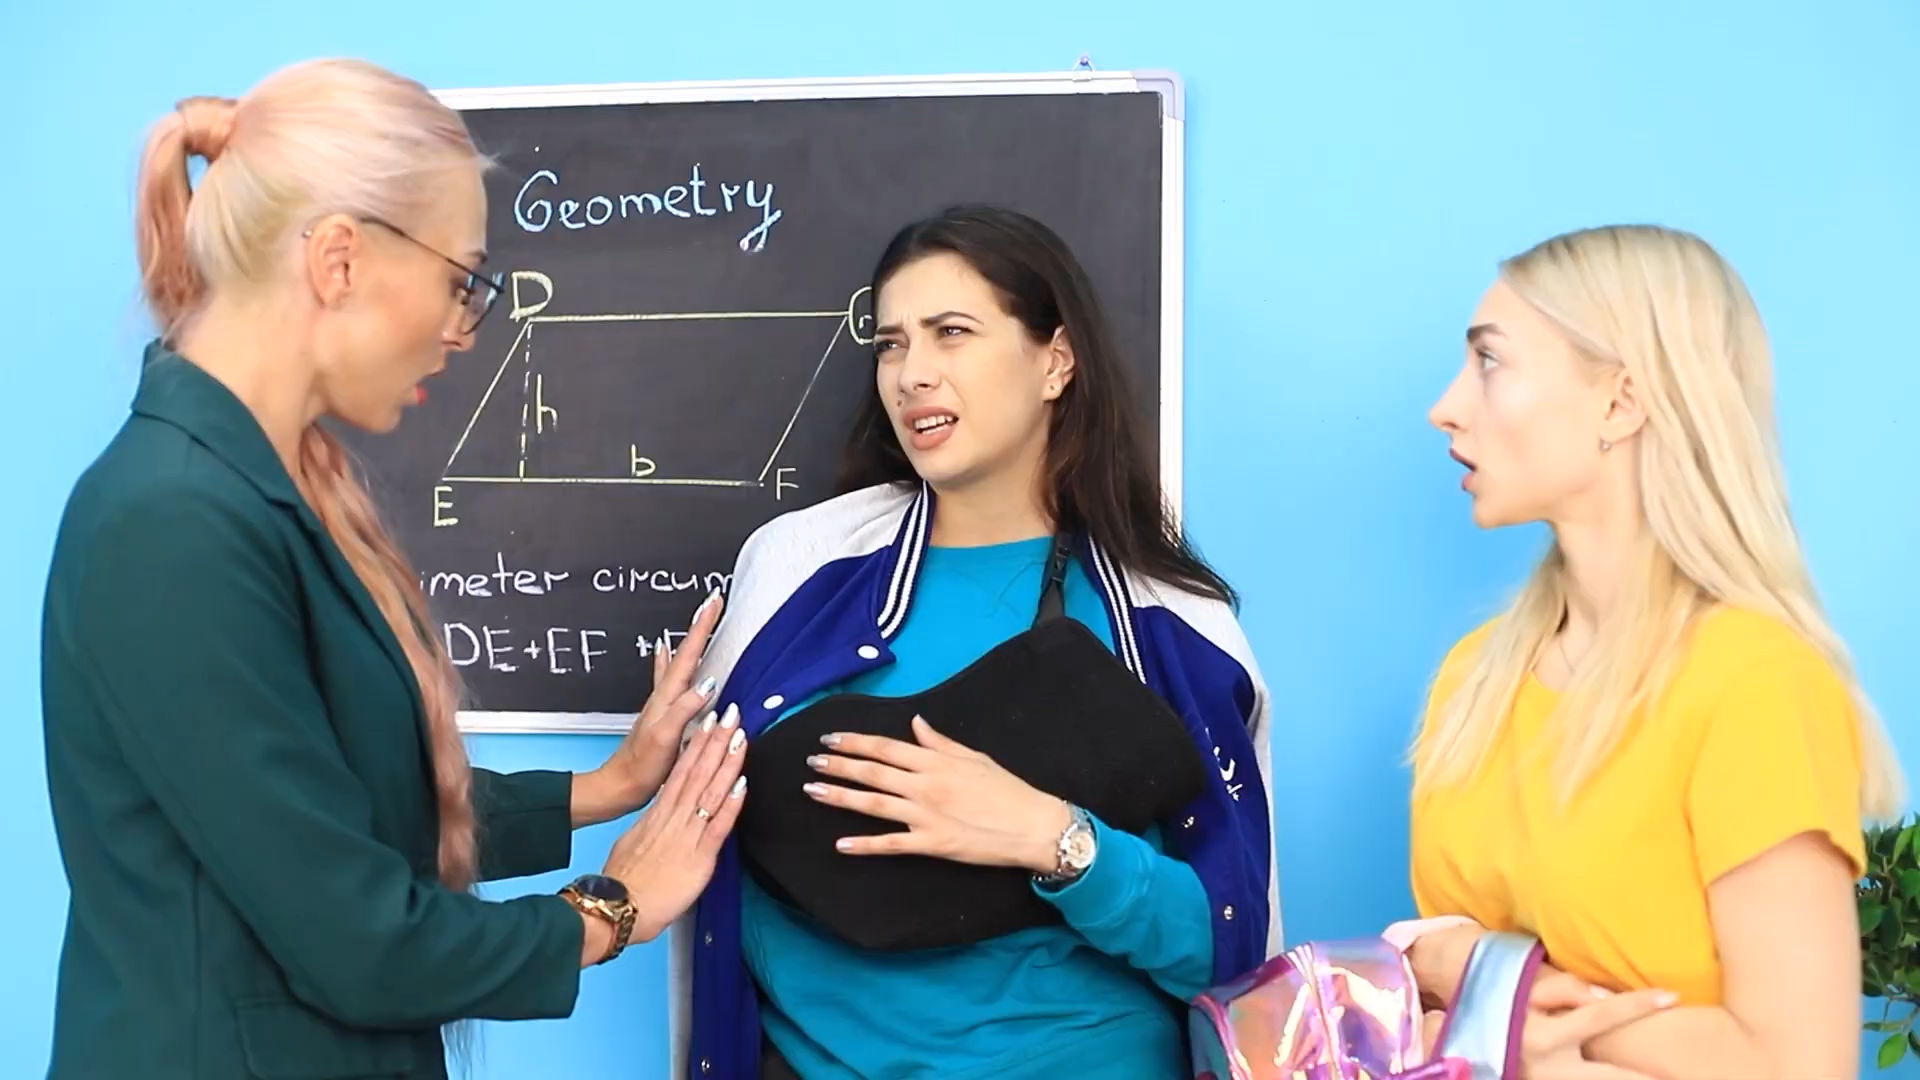 Geometry
D
h
b
E F
imeter circum
DE+EF +